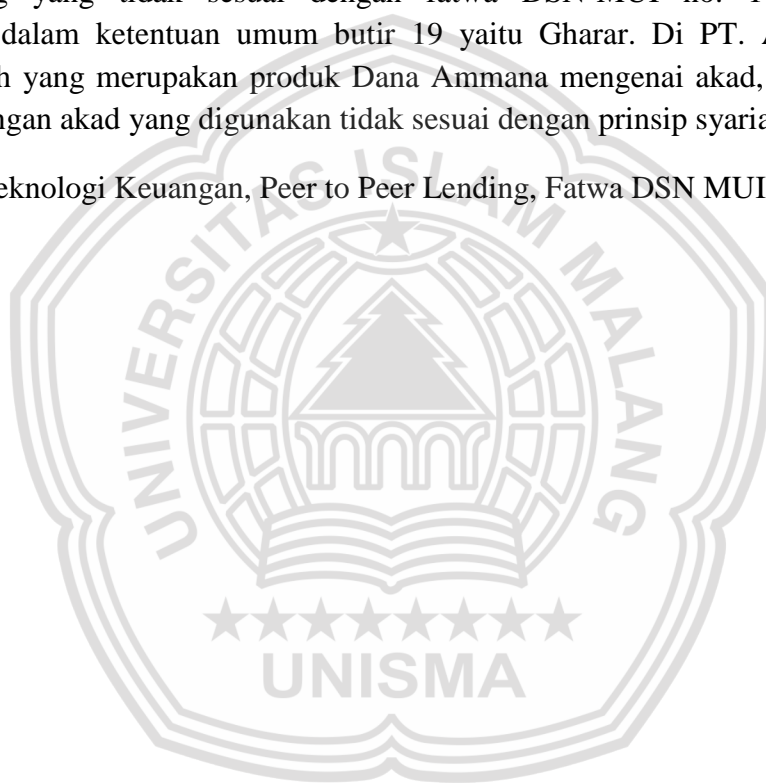 yang tidak sesuai dengan fatwa DSN-MUI no.
dalam ketentuan umum butir 19 yaitu Gharar. Di PT.
yang merupakan produk Dana Ammana mengenai akad,
akad yang digunakan tidak sesuai dengan prinsip
Keuangan, Peer to Peer Lending, Fatwa DSN MUI
UNIVERSITAS ISLAM MALANG
UNISMA